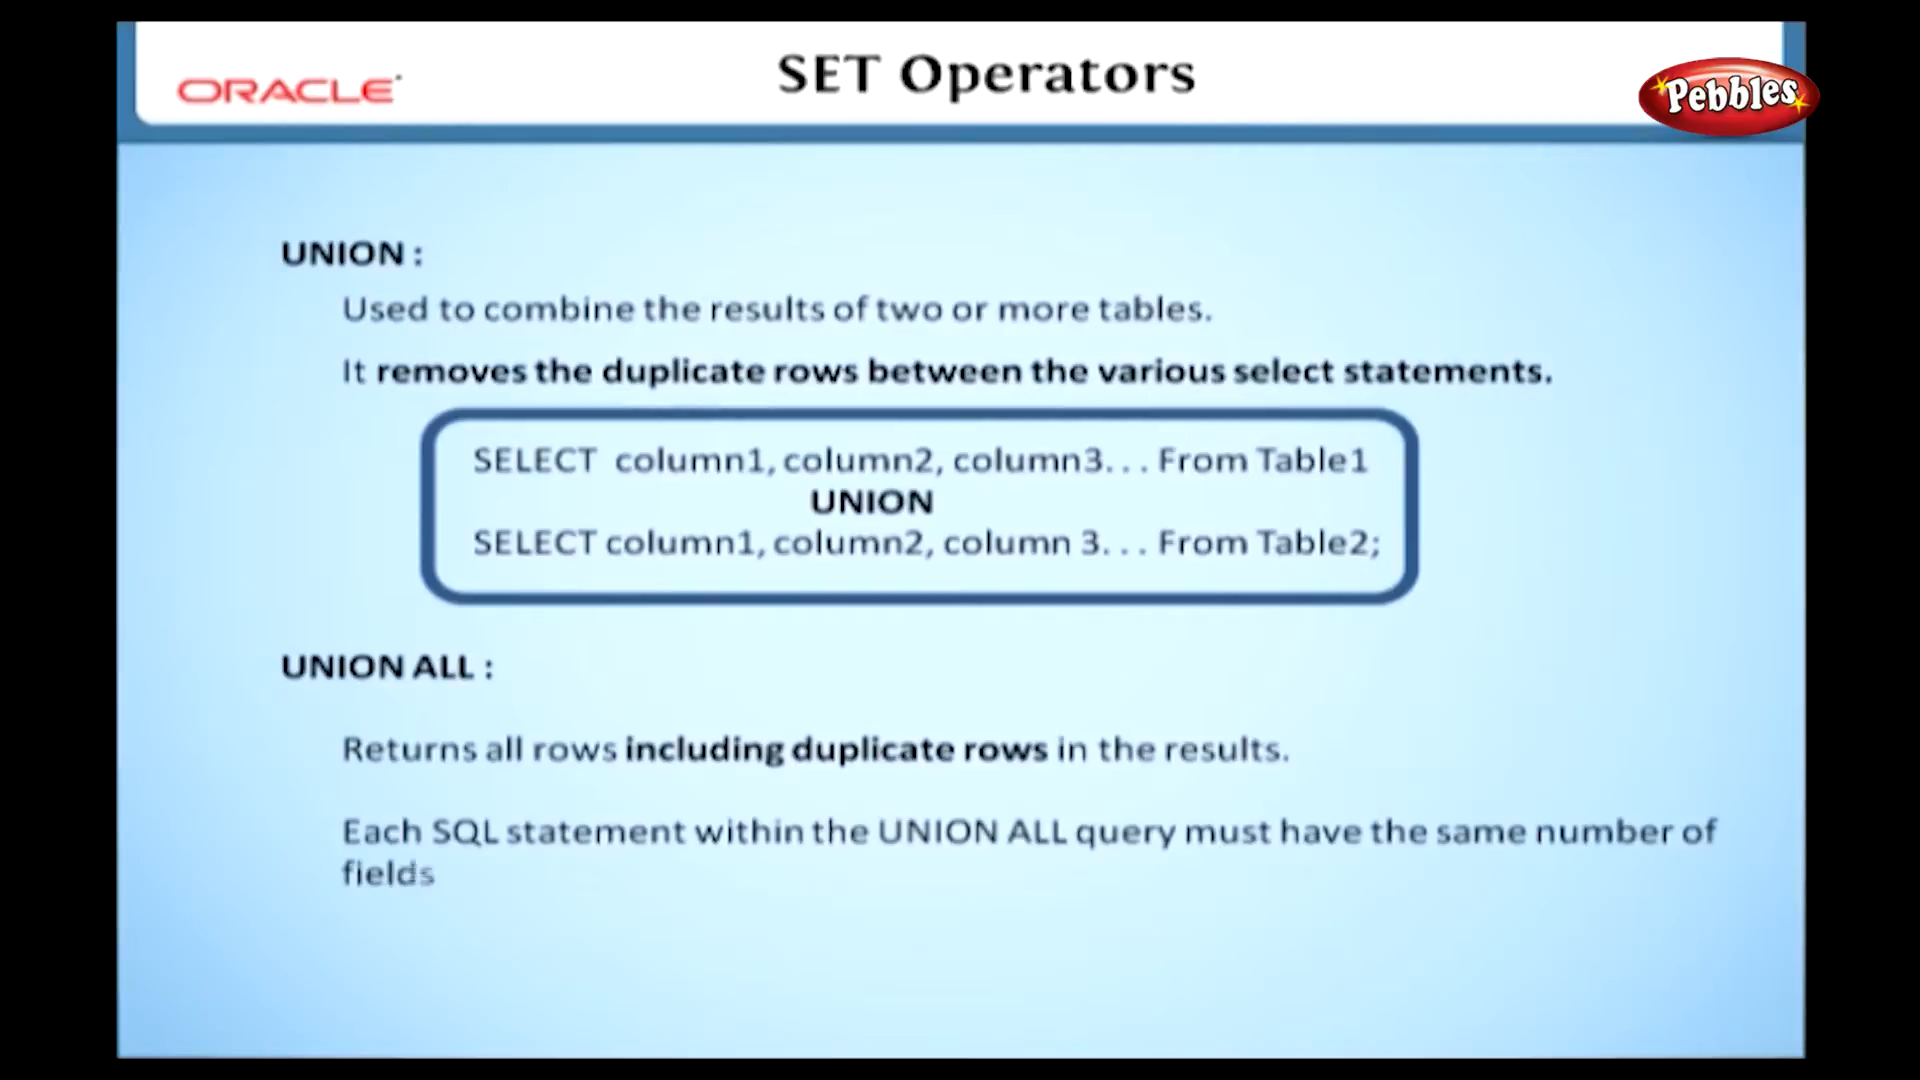 SET Operators
ORACLE
Pebbles
UNION :
Used to combine the results of two or more tables.
It removes the duplicate rows between the various select statements.
SELECT column1, column2, column3. . . From Table1
UNION
SELECT column1, column2, column 3. . . From Table2;
UNION ALL :
Returns all rows including duplicate rows in the results.
Each SQL statement within the UNION ALL query must have the same number of
fields